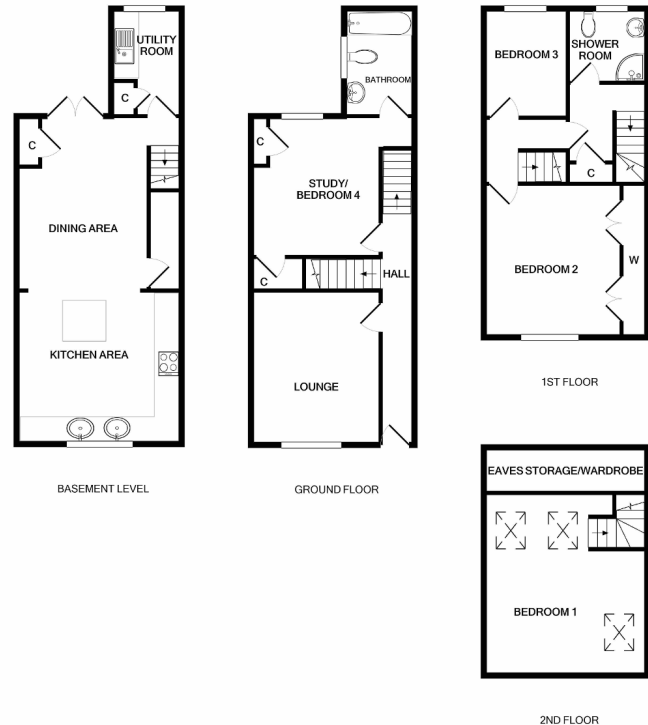 UTILITY
ROOM
C
C
DINING AREA
KITCHEN AREA
BASEMENT LEVEL
BATHROOM
C
STUDY/
BEDROOM 4
C
HALL
LOUNGE
GROUND FLOOR
BEDROOM 3
SHOWER
ROOM
C
BEDROOM 2
W
1ST FLOOR
EAVES STORAGE/WARDROBE
BEDROOM 1
2ND FLOOR